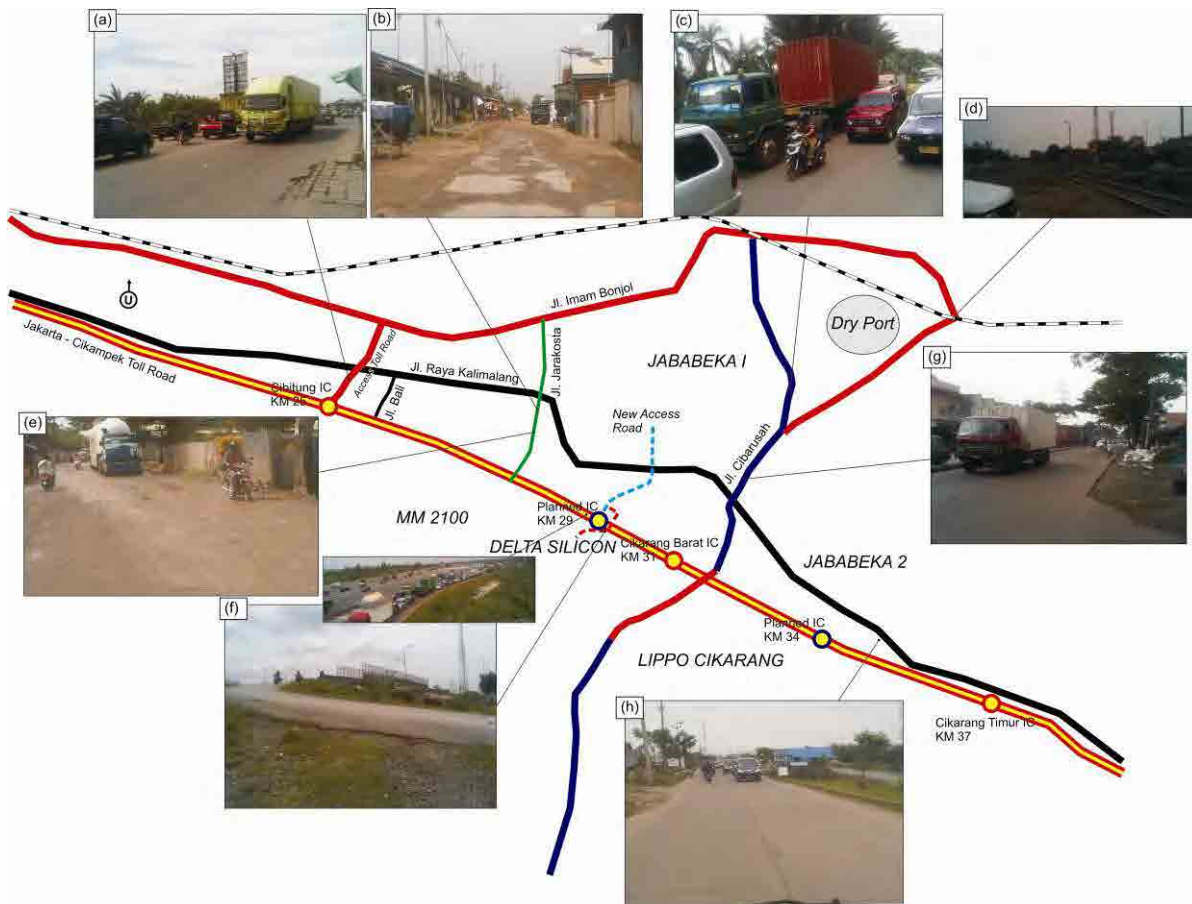 (a)
(b)
(c)
(d)
Jl. Imam Bonjol
Dry Port
Jakarta - Cikampek Toll Road
U
Access Toll Road
Jl. Raya Kalimalang
Jl. Jarakosta
JABABEKA I
(g)
Cibitung IC
KM 25
Jl. Bali
New Access
Road
Jl. Cibarusah
(e)
MM 2100
Planned IC
KM 29
DELTA SILICON
Cikarang Barat IC
KM 31
JABABEKA 2
(f)
Planned IC
KM 34
LIPPO CIKARANG
(h)
Cikarang Timur IC
KM 37